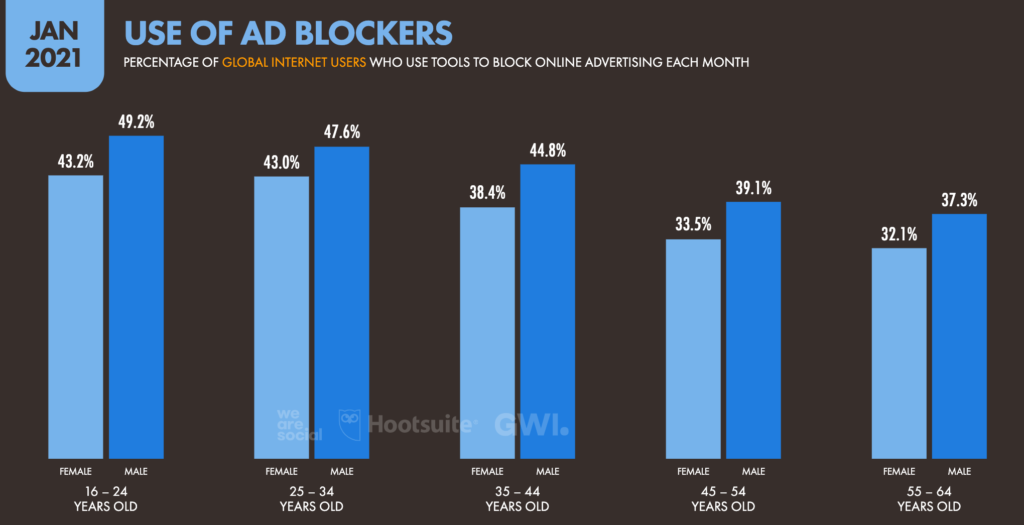 JAN
2021
USE OF AD BLOCKERS
PERCENTAGE OF GLOBAL INTERNET USERS WHO USE TOOLS TO BLOCK ONLINE ADVERTISING EACH MONTH
43.2%
49.2%
43.0%
47.6%
38.4%
44.8%
33.5%
39.1%
32.1%
37.3%
we
are
social
Hootsuite®
GWI.
FEMALE MALE
16 – 24
YEARS OLD
FEMALE MALE
25 – 34
YEARS OLD
FEMALE MALE
35 – 44
YEARS OLD
FEMALE MALE
45 – 54
YEARS OLD
FEMALE MALE
55 – 64
YEARS OLD